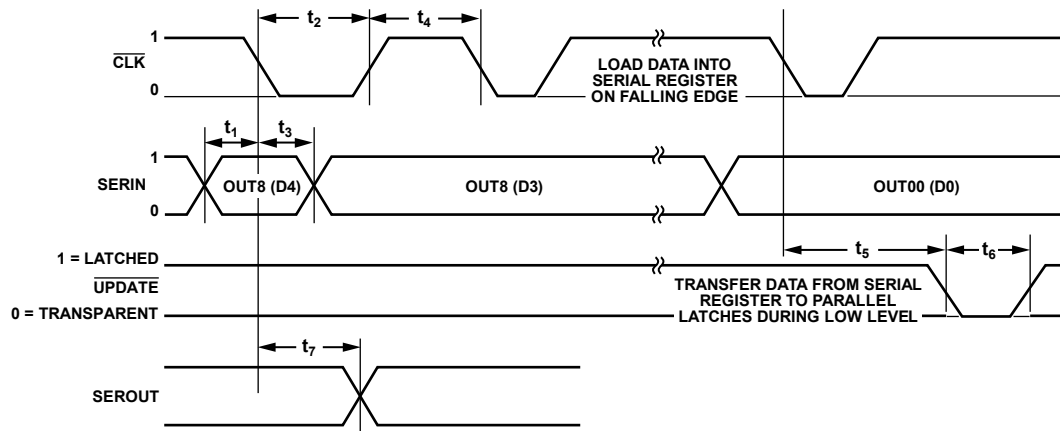 t2
t4
1
CLK
0
LOAD DATA INTO
SERIAL REGISTER
ON FALLING EDGE
t1
t3
1
SERIN
0
OUT8 (D4)
OUT8 (D3)
OUT00 (D0)
t5
t6
1 = LATCHED
UPDATE
0 = TRANSPARENT
TRANSFER DATA FROM SERIAL
REGISTER TO PARALLEL
LATCHES DURING LOW LEVEL
t7
SEROUT